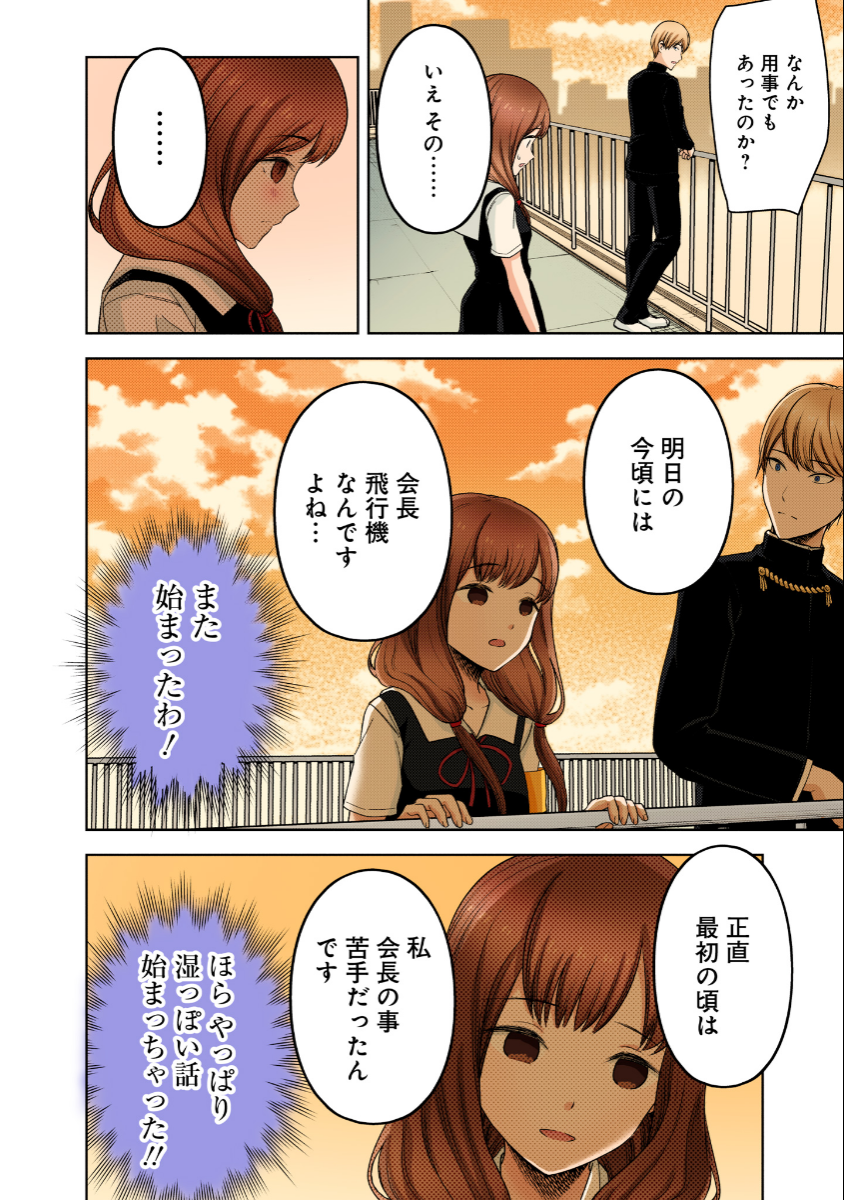 なんか
用事でも
あったのか？
いえその……
……
明日の
今頃には
会長
飛行機
なんです
よね…
また
始まったわ！
正直
最初の頃は
私
会長の事
苦手だったん
です
ほらやっぱり
湿っぽい話
始まっちゃった!!